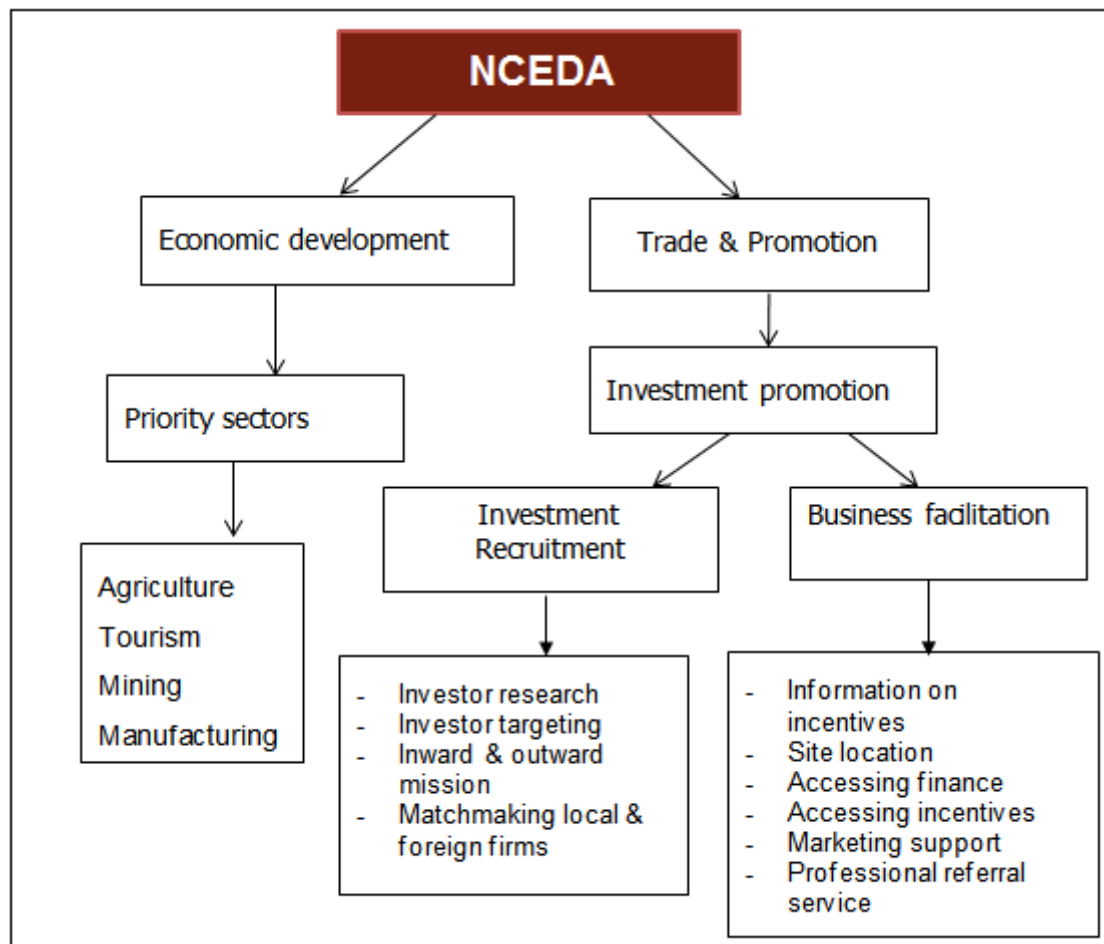 NCEDA
Economic development
Trade & Promotion
Priority sectors
Investment promotion
Investment
Recruitment
Business facilitation
Agriculture
Tourism
Mining
Manufacturing
- Investor research
- Investor targeting
- Inward & outward
mission
- Matchmaking local &
foreign firms
- Information on
incentives
- Site location
- Accessing finance
- Accessing incentives
- Marketing support
- Professional referral
service